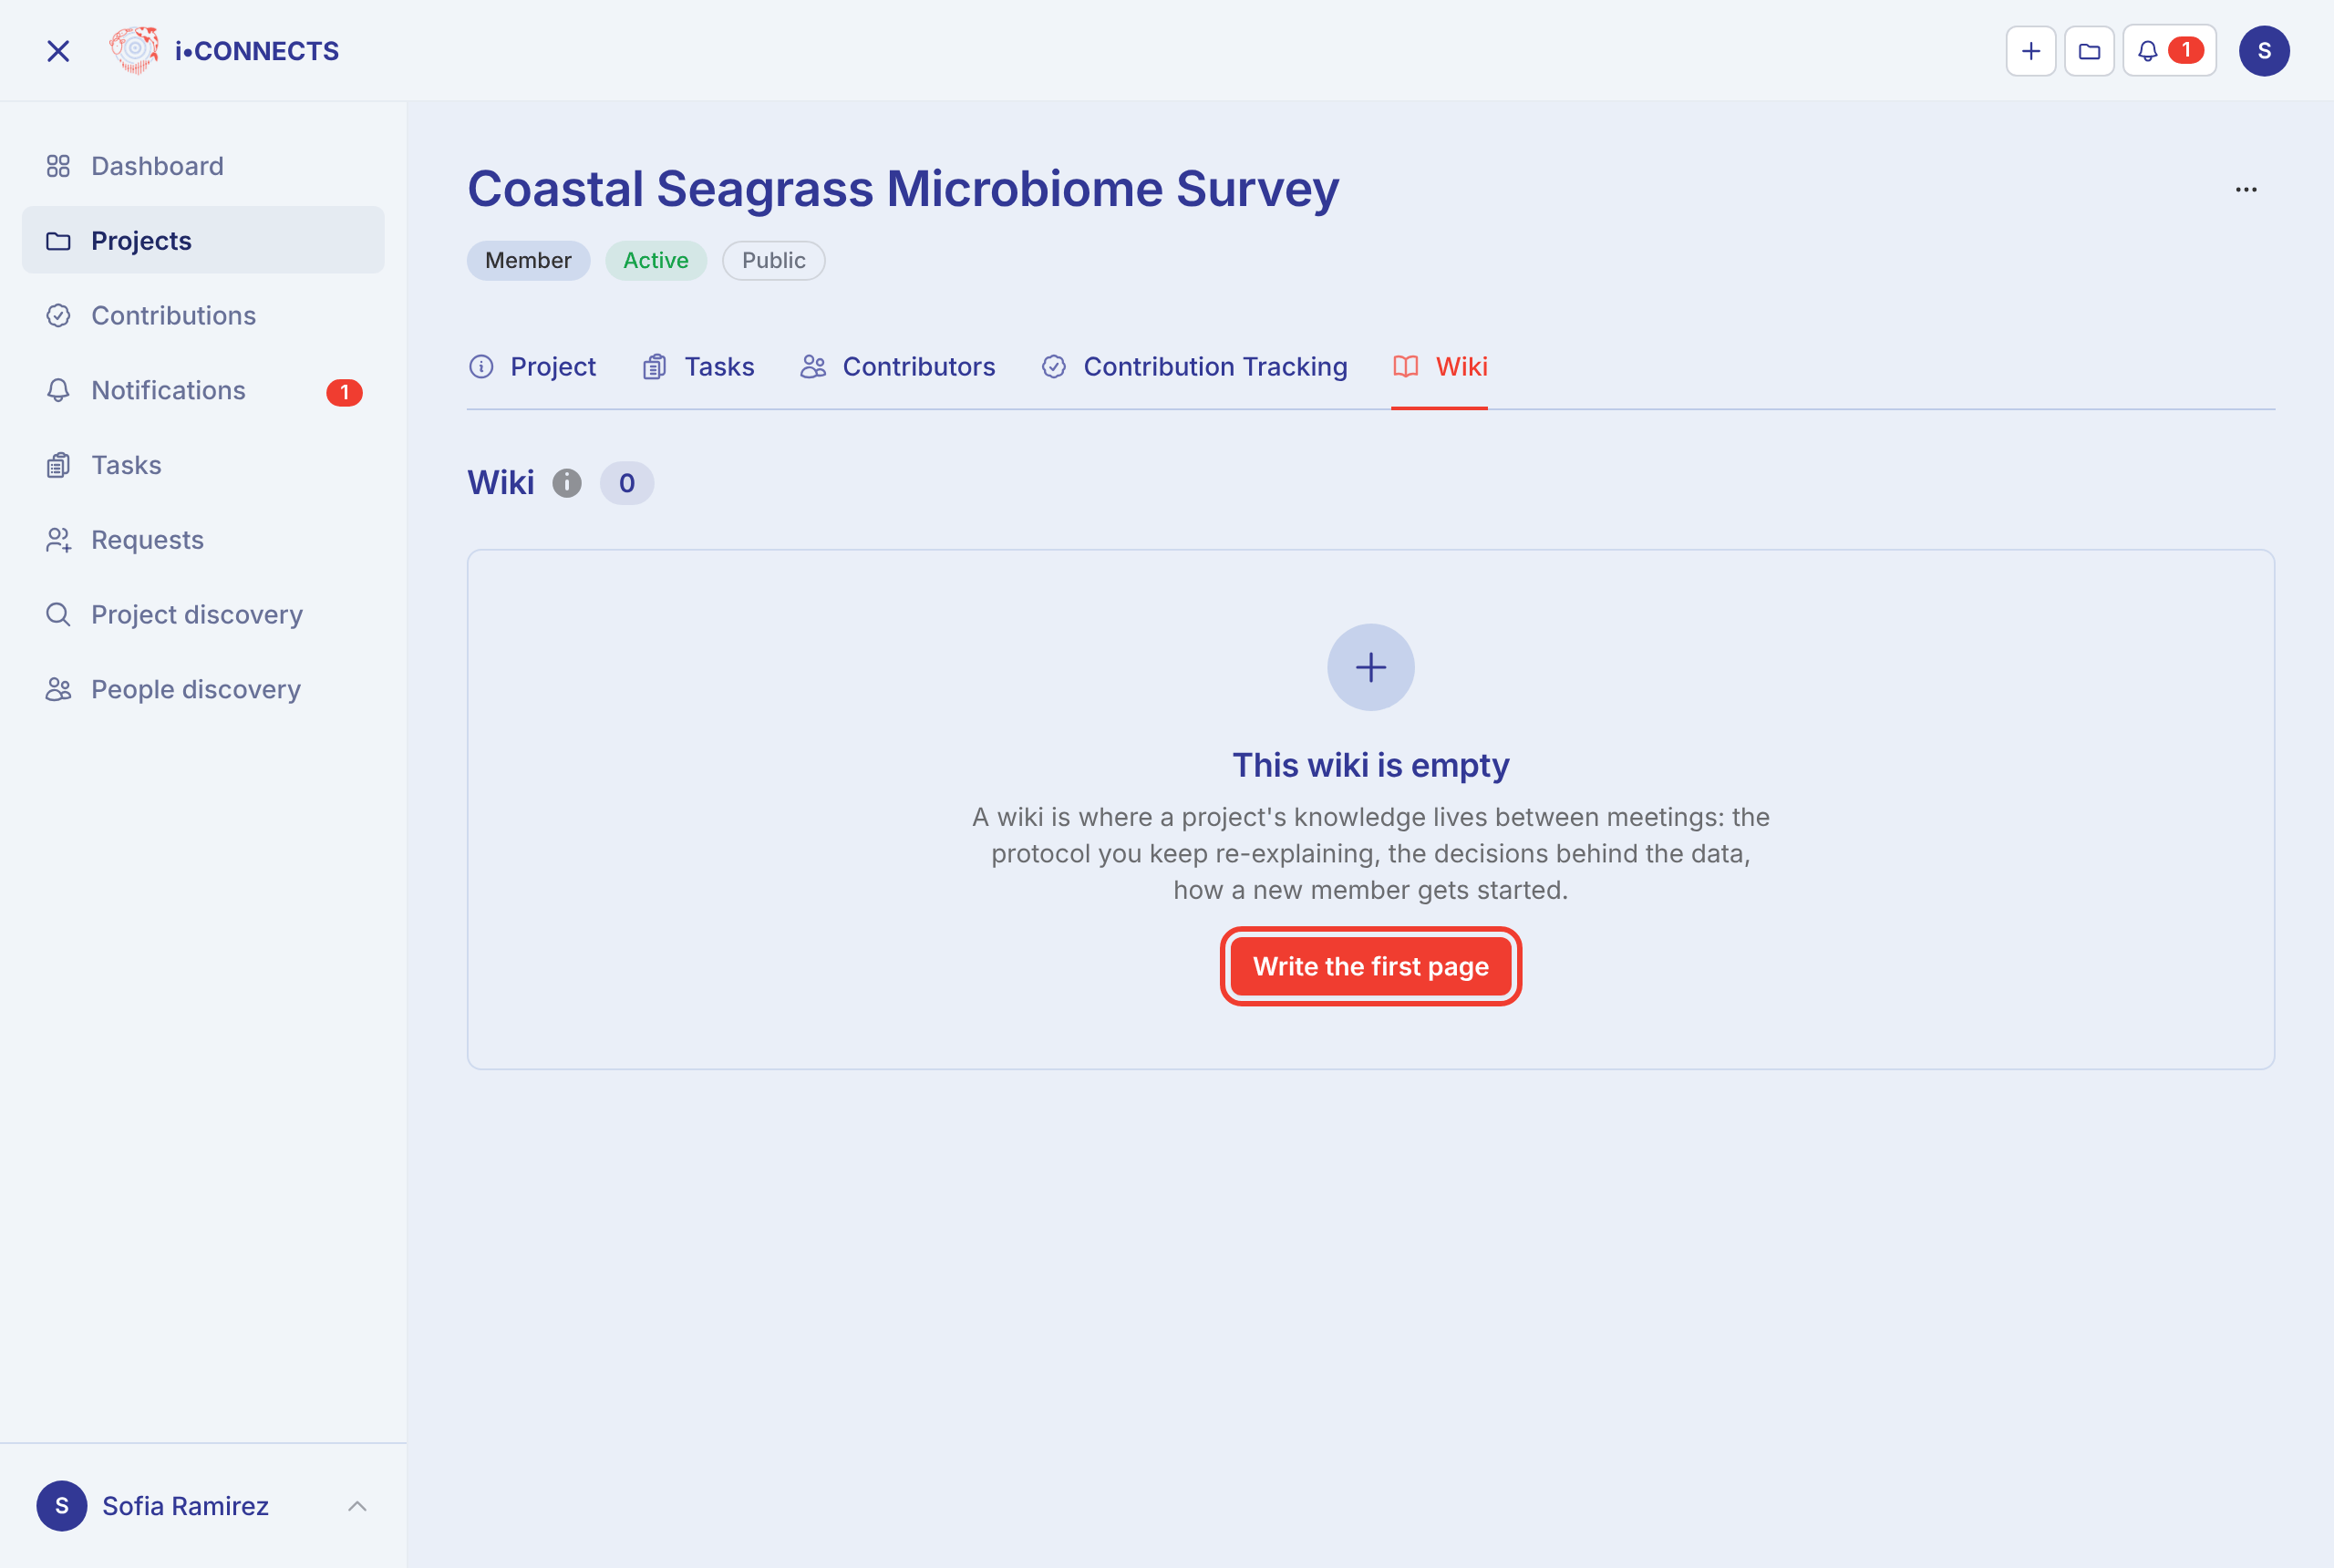 i•CONNECTS
1
S
Dashboard
Projects
Contributions
Notifications
1
Tasks
Requests
Project discovery
People discovery
Sofia Ramirez
S
Coastal Seagrass Microbiome Survey
Member
Active
Public
Project
Tasks
Contributors
Contribution Tracking
Wiki
Wiki
0
This wiki is empty
A wiki is where a project's knowledge lives between meetings: the
protocol you keep re-explaining, the decisions behind the data,
how a new member gets started.
Write the first page